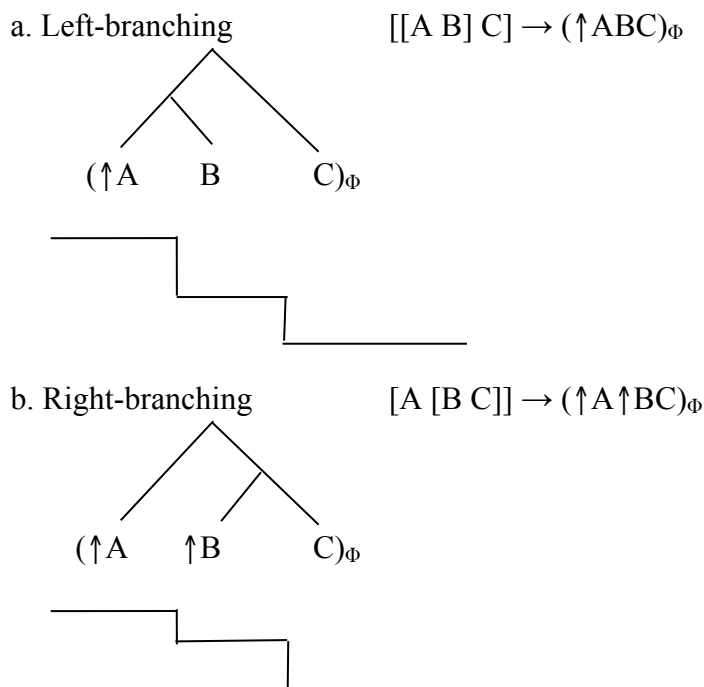 a. Left-branching [[A B] C] → (↑ABC)Φ
(↑A B C)Φ
b. Right-branching [A [B C]] → (↑A↑BC)Φ
(↑A ↑B C)Φ